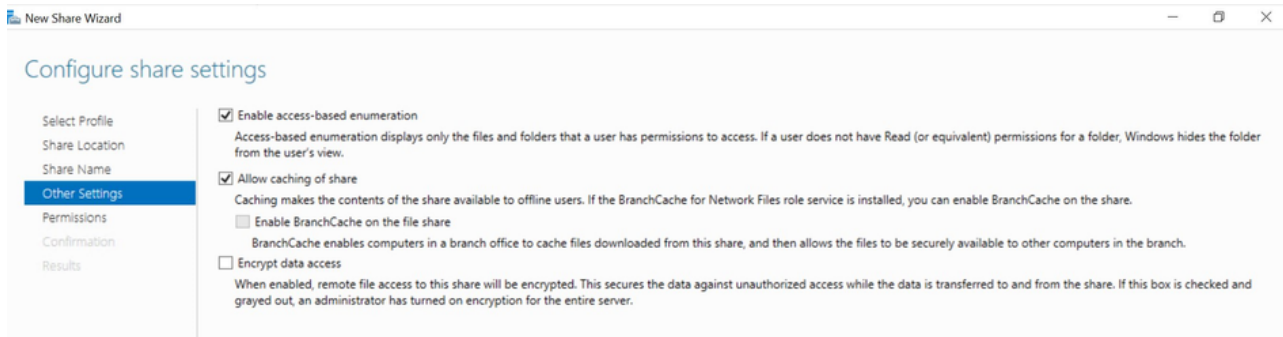 New Share Wizard
Configure share settings
Select Profile
Share Location
Share Name
Other Settings
Permissions
Confirmation
Results
Enable access-based enumeration
Access-based enumeration displays only the files and folders that a user has permissions to access. If a user does not have Read (or equivalent) permissions for a folder, Windows hides the folder
from the user's view.
Allow caching of share
Caching makes the contents of the share available to offline users. If the BranchCache for Network Files role service is installed, you can enable BranchCache on the share.
Enable BranchCache on the file share
BranchCache enables computers in a branch office to cache files downloaded from this share, and then allows the files to be securely available to other computers in the branch.
Encrypt data access
When enabled, remote file access to this share will be encrypted. This secures the data against unauthorized access while the data is transferred to and from the share. If this box is checked and
grayed out, an administrator has turned on encryption for the entire server.